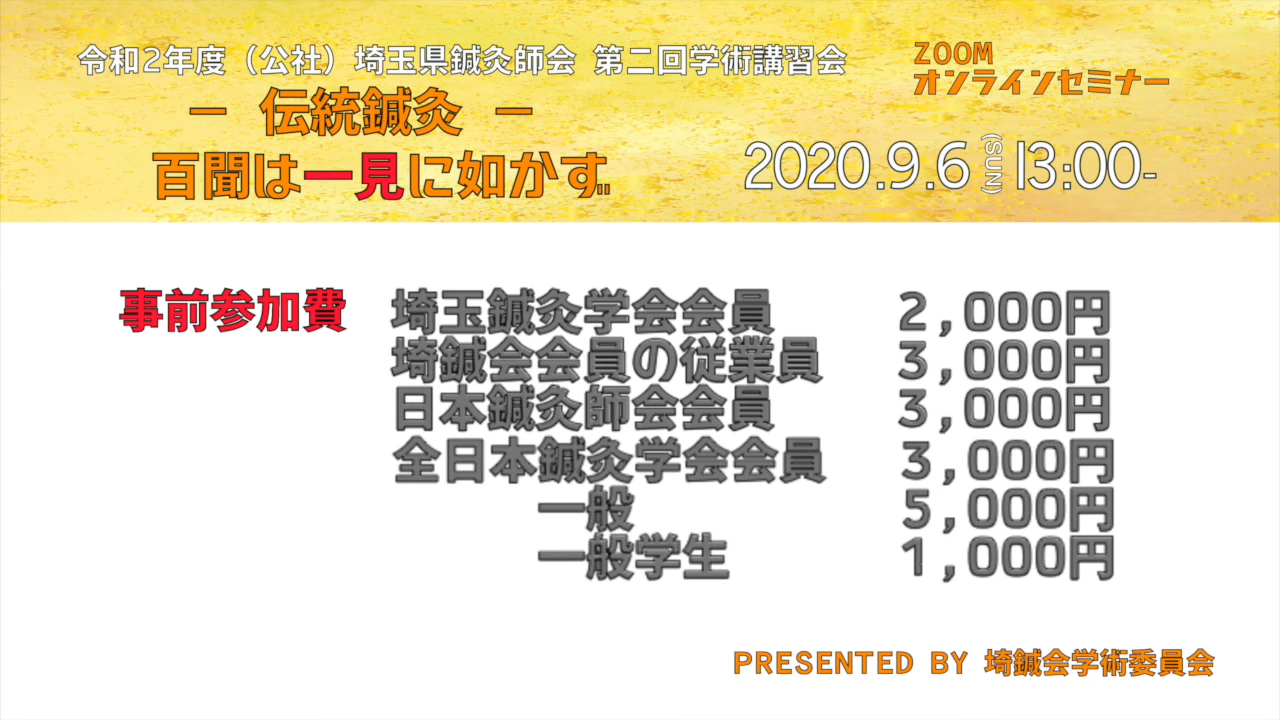 令和2年度（公社）埼玉県鍼灸師会 第二回学術講習会
ー 伝統鍼灸 ー
百聞は一見に如かず
ZOOM
オンラインセミナー
2020.9.6(SUN)13:00-
事前参加費
埼玉鍼灸学会会員 2,000円
埼鍼会会員の従業員 3,000円
日本鍼灸師会会員 3,000円
全日本鍼灸学会会員 3,000円
一般 5,000円
一般学生 1,000円
PRESENTED BY 埼鍼会学術委員会